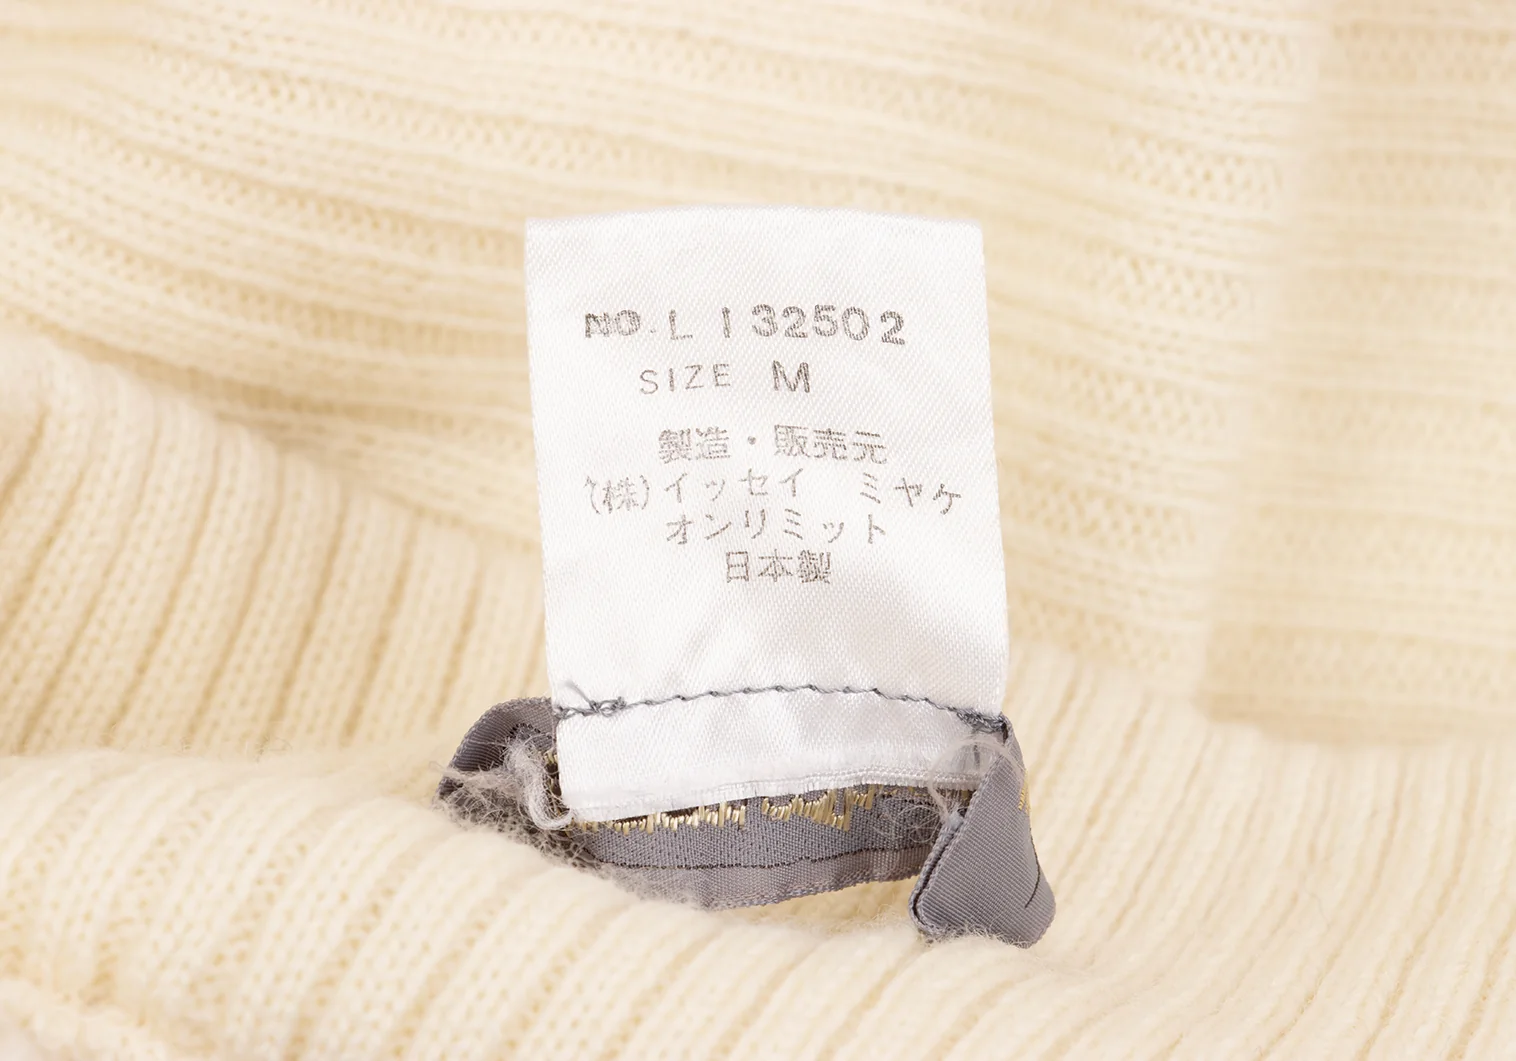 NO. L I 32502
SIZE M
製造・販売元
(株)イッセイ ミヤケ
オンリミット
日本製